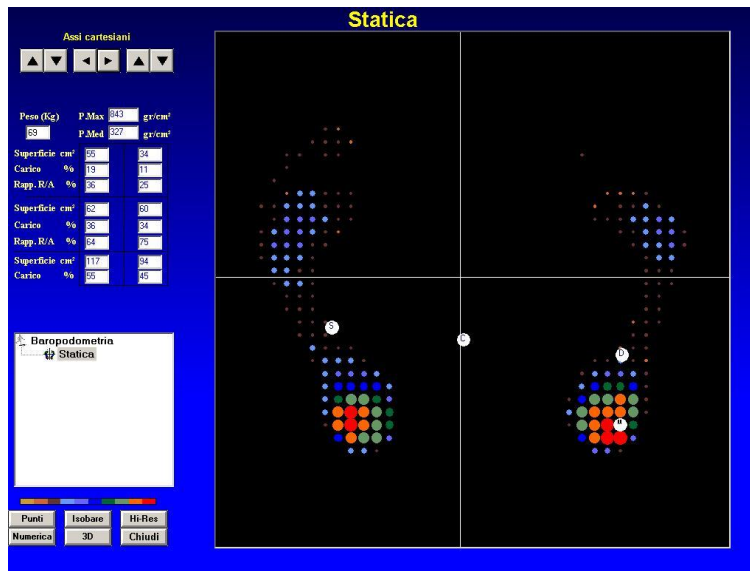 Statica
Assi cartesiani
Peso (Kg) P.Max 843 gr/cm²
69 P.Med 327 gr/cm²
Superficie cm² 55 34
Carico % 19 11
Rapp. R/A % 36 25
Superficie cm² 62 60
Carico % 36 34
Rapp. R/A % 64 75
Superficie cm² 117 94
Carico % 55 45
Baropodometria
Statica
S
C
D
Punti Isobare Hi-Res
Numerica 3D Chiudi